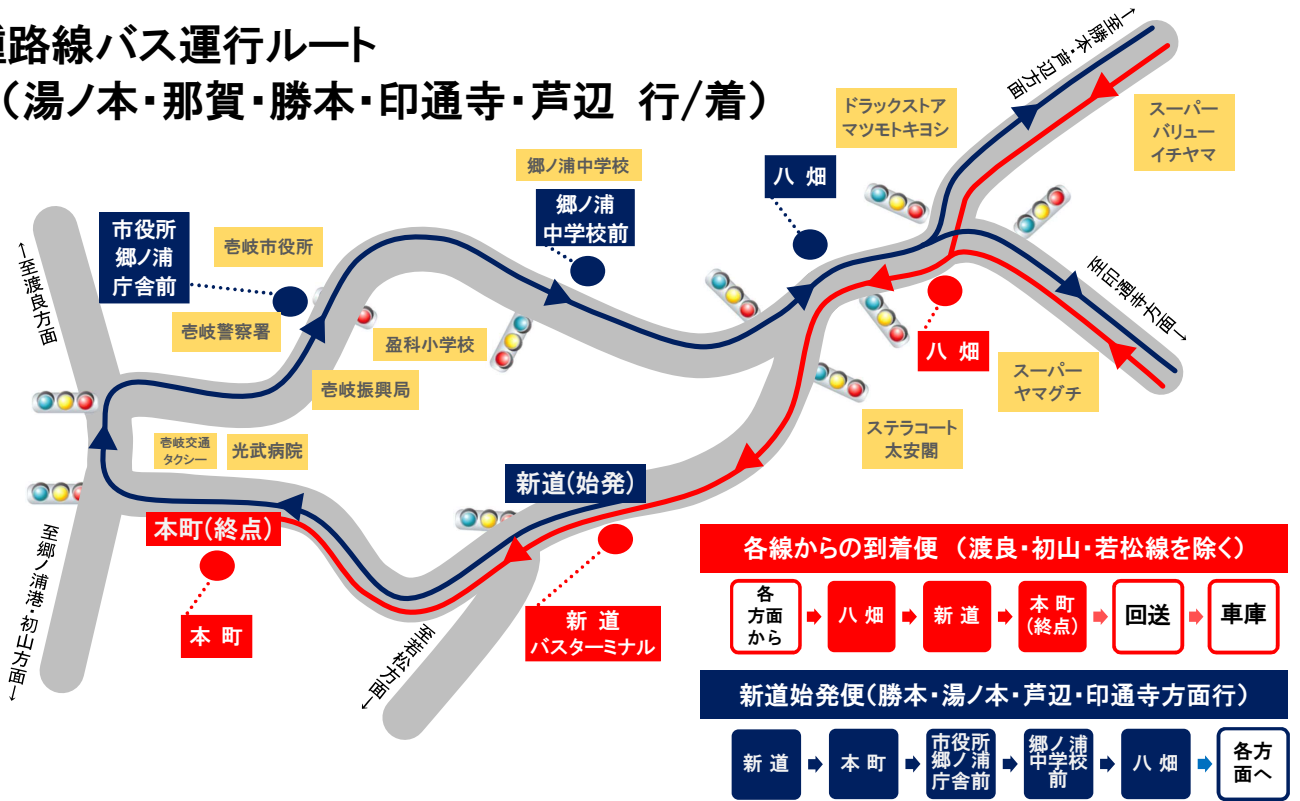 路線バス運行ルート
(湯ノ本・那賀・勝本・印通寺・芦辺 行/着)
←至勝本・芦辺
方面
ドラックストア
マツモトキヨシ
スーパー
バリュー
イチヤマ
郷ノ浦中学校
郷ノ浦
中学校前
八 畑
市役所
郷ノ浦
庁舎前
壱岐市役所
←至渡良方面
至印通寺方面→
壱岐警察署
盈科小学校
壱岐振興局
八 畑
スーパー
ヤマグチ
ステラコート
太安閣
壱岐交通
タクシー
光武病院
新道(始発)
本町(終点)
至郷ノ浦港・初山方面→
本 町
至若松方面→
新 道
バスターミナル
各線からの到着便 (渡良・初山・若松線を除く)
各
方面
から
八 畑
新 道
本 町
(終点)
回送
車庫
新道始発便(勝本・湯ノ本・芦辺・印通寺方面行)
新 道
本 町
市役所
郷ノ浦
庁舎前
郷ノ浦
中学校
前
八 畑
各方
面へ